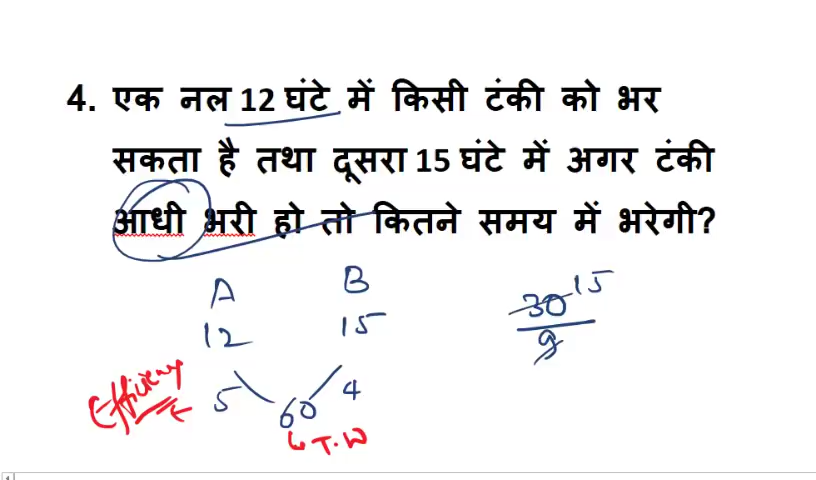 4. एक नल 12 घंटे में किसी टंकी को भर
सकता है तथा दूसरा 15 घंटे में अगर टंकी
आधी भरी हो तो कितने समय में भरेगी?
A B
12 15
30 15
9
Efficiency 5 60 4
T.W